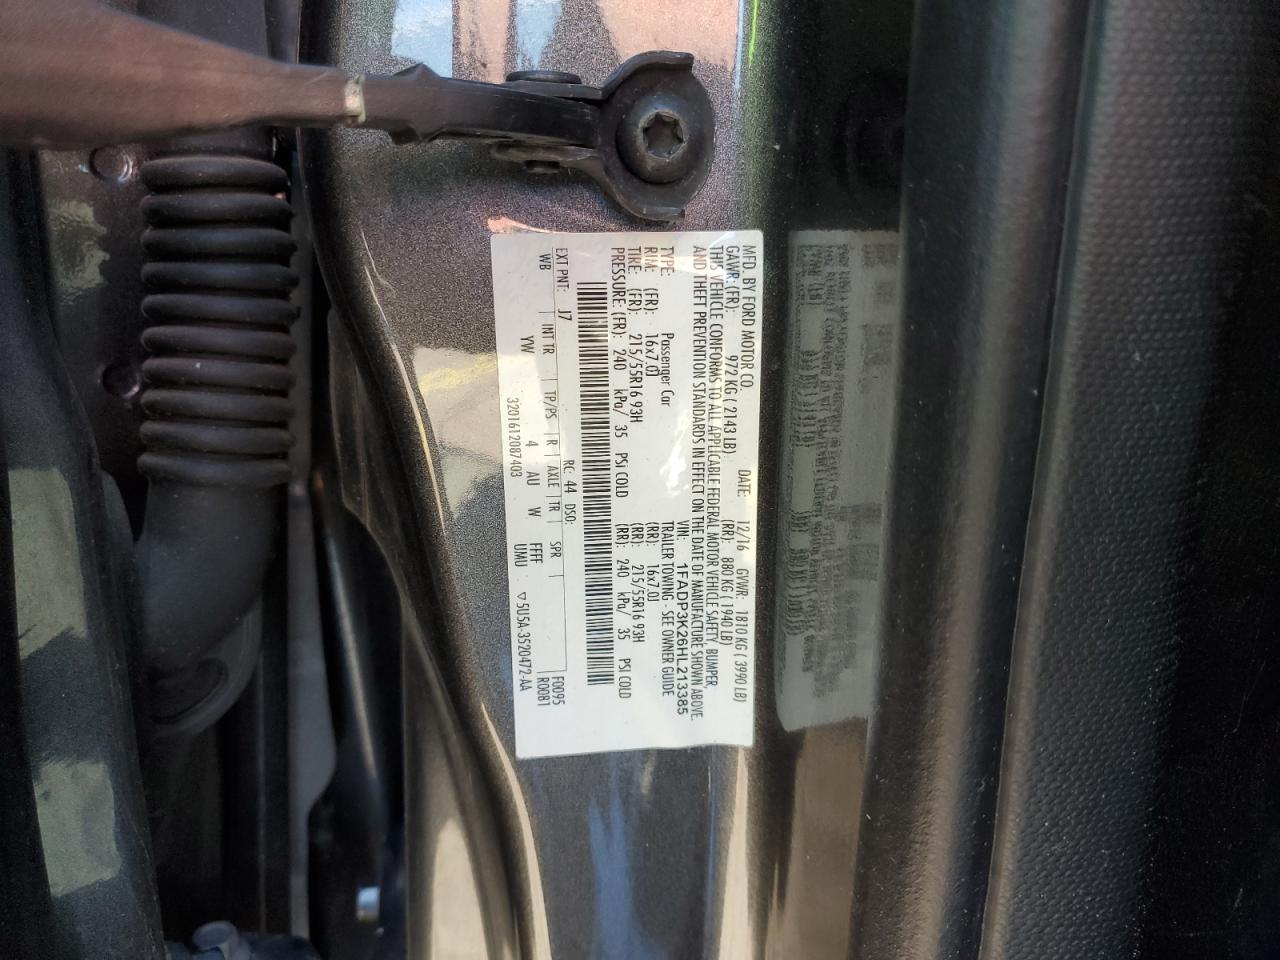 MFD. BY FORD MOTOR CO.
DATE: 12/16 GVWR: 1810 KG ( 3990 LB)
GAWR: (FR): 972 KG ( 2143 LB) (RR): 880 KG ( 1940 LB)
THIS VEHICLE CONFORMS TO ALL APPLICABLE FEDERAL MOTOR VEHICLE SAFETY, BUMPER,
AND THEFT PREVENTION STANDARDS IN EFFECT ON THE DATE OF MANUFACTURE SHOWN ABOVE.
VIN: 1FADP3K26HL213385
TYPE: Passenger Car TRAILER TOWING - SEE OWNER GUIDE
RIM: (FR): 16x7.0J (RR): 16x7.0J
TIRE: (FR): 215/55R16 93H (RR): 215/55R16 93H
PRESSURE: (FR): 240 kPa/ 35 PSi COLD (RR): 240 kPa/ 35 PSI COLD
RC: 44 DSO: F0095
EXT PNT: J7 R0081
WB INT TR TP/PS R AXLE TR SPR
YW 4 AU W FFFF UMU ▽5U5A-3520472-AA
3201612087403